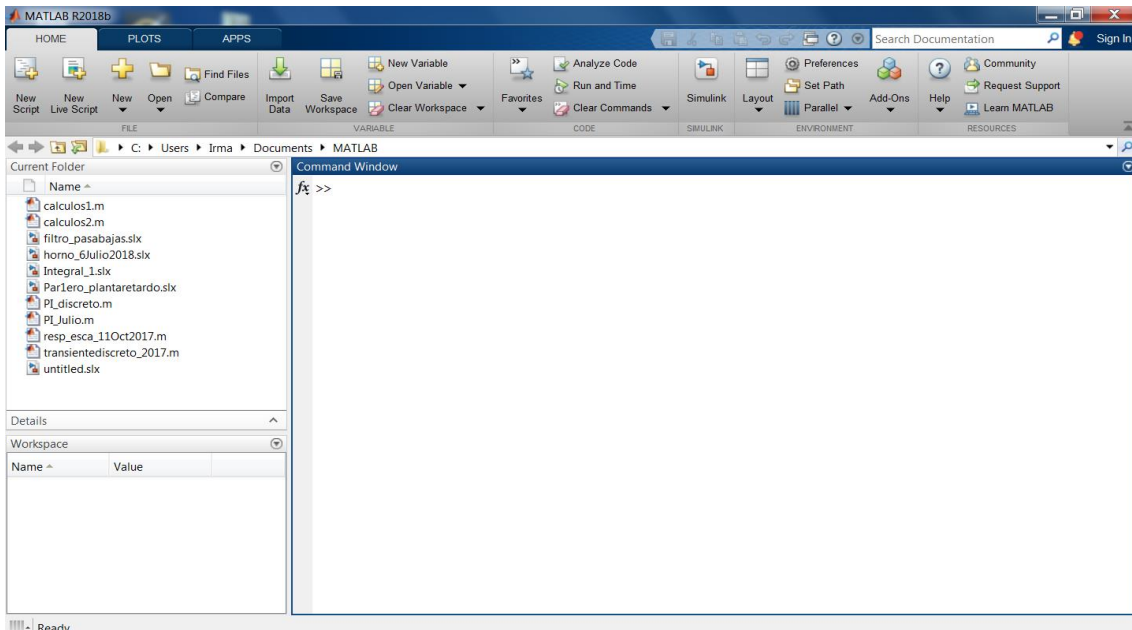 MATLAB R2018b
HOME PLOTS APPS Search Documentation Sign In
New Script New Live Script New Open Find Files Compare Import Data Save Workspace New Variable Open Variable Clear Workspace Favorites Analyze Code Run and Time Clear Commands Simulink Layout Preferences Set Path Parallel Add-Ons Help Community Request Support Learn MATLAB
FILE VARIABLE CODE SIMULINK ENVIRONMENT RESOURCES
C: Users Irma Documents MATLAB
Current Folder
Name
calculos1.m
calculos2.m
filtro_pasabajas.slx
horno_6Julio2018.slx
Integral_1.slx
Par1ero_plantaretardo.slx
PI_discreto.m
PI_Julio.m
resp_esca_11Oct2017.m
transientediscreto_2017.m
untitled.slx
Details
Workspace
Name Value
Command Window
fx >>
Ready